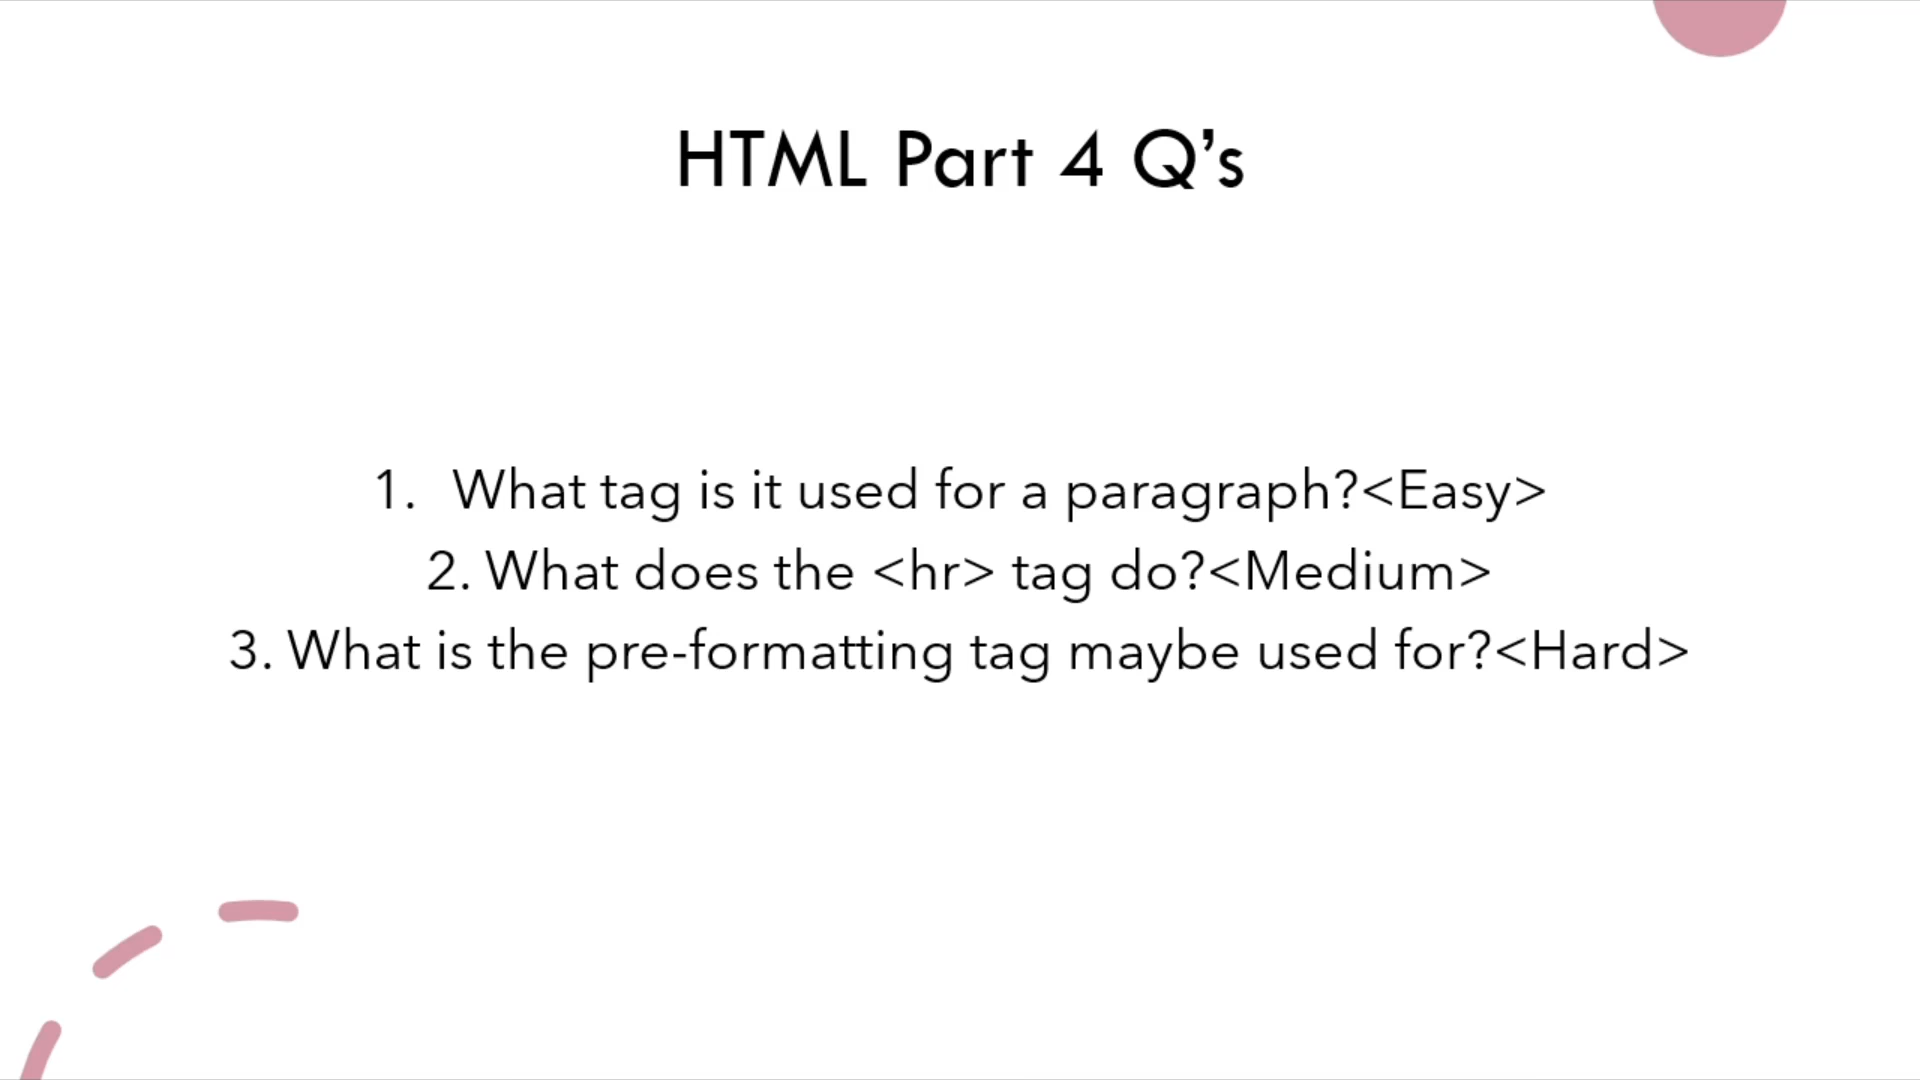 HTML Part 4 Q’s
1. What tag is it used for a paragraph?<Easy>
2. What does the <hr> tag do?<Medium>
3. What is the pre-formatting tag maybe used for?<Hard>